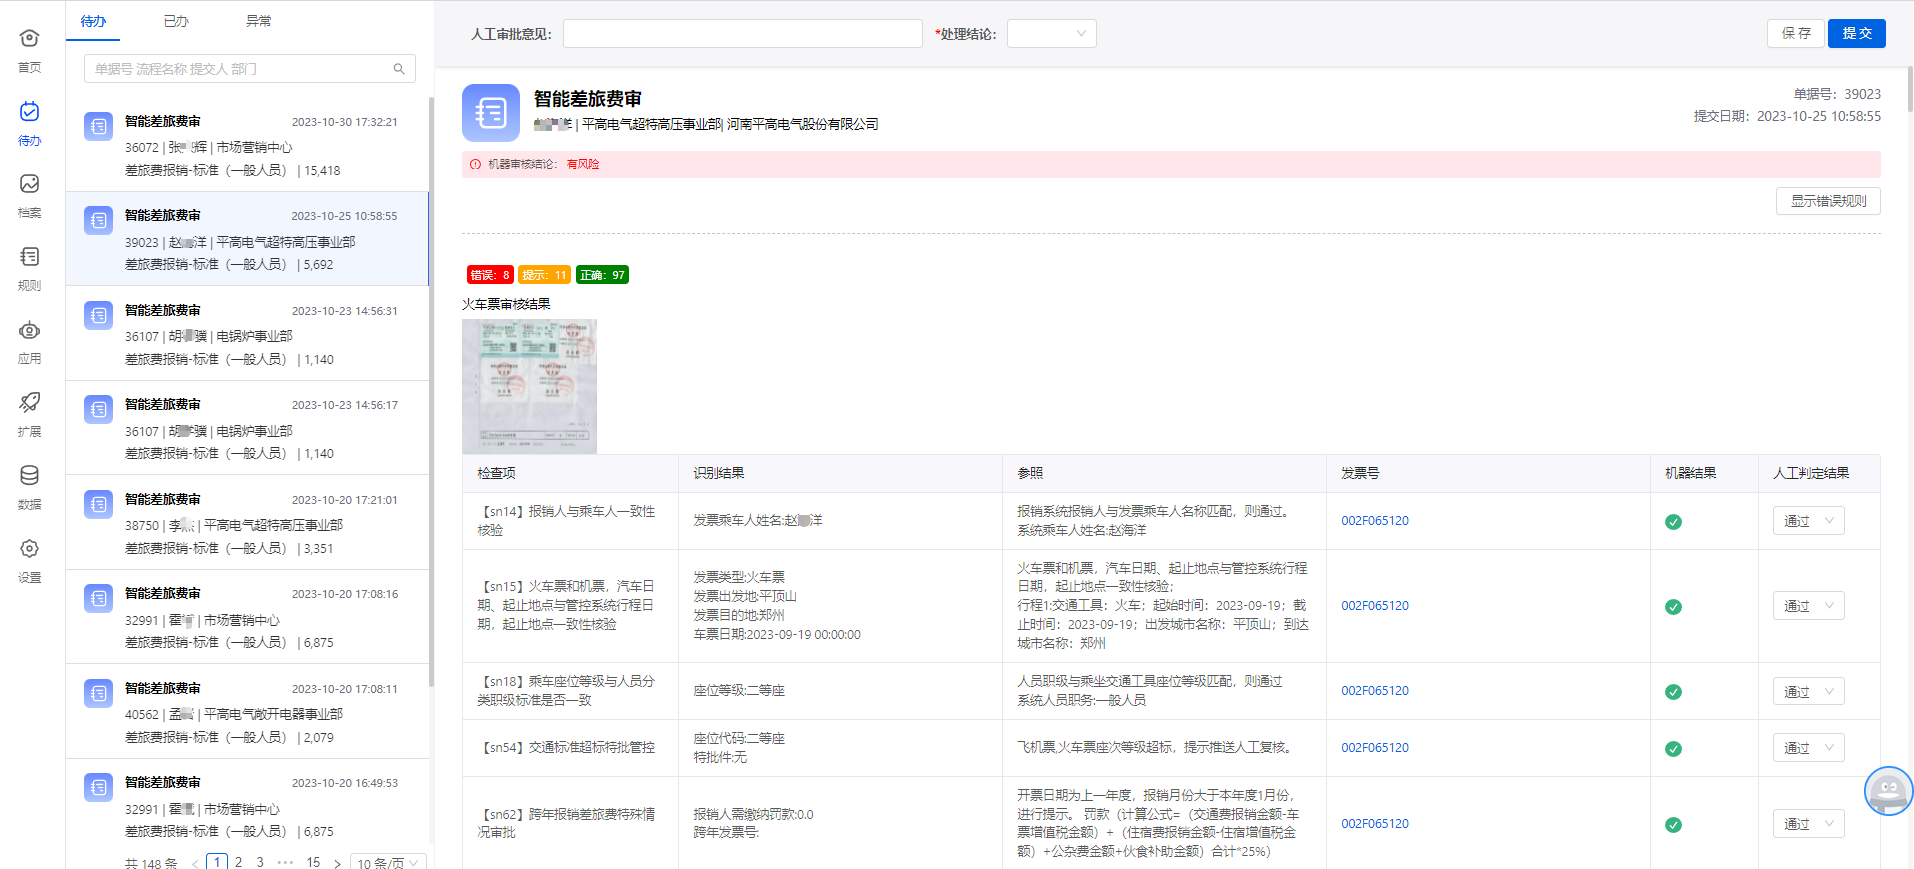 首页
待办
档案
规则
应用
扩展
数据
设置
待办 已办 异常
单据号 流程名称 提交人 部门
智能差旅费审 2023-10-30 17:32:21
36072 | 张 辉 | 市场营销中心
差旅费报销-标准（一般人员） | 15,418
智能差旅费审 2023-10-25 10:58:55
39023 | 赵 洋 | 平高电气超特高压事业部
差旅费报销-标准（一般人员） | 5,692
智能差旅费审 2023-10-23 14:56:31
36107 | 胡 骥 | 电锅炉事业部
差旅费报销-标准（一般人员） | 1,140
智能差旅费审 2023-10-23 14:56:17
36107 | 胡 骥 | 电锅炉事业部
差旅费报销-标准（一般人员） | 1,140
智能差旅费审 2023-10-20 17:21:01
38750 | 李 | 平高电气超特高压事业部
差旅费报销-标准（一般人员） | 3,351
智能差旅费审 2023-10-20 17:08:16
32991 | 霍 | 市场营销中心
差旅费报销-标准（一般人员） | 6,875
智能差旅费审 2023-10-20 17:08:11
40562 | 孟 | 平高电气敞开电器事业部
差旅费报销-标准（一般人员） | 2,079
智能差旅费审 2023-10-20 16:49:53
32991 | 霍 | 市场营销中心
差旅费报销-标准（一般人员） | 6,875
共 148 条 < 1 2 3 ••• 15 > 10 条/页
人工审批意见： *处理结论： 保 存 提 交
智能差旅费审 单据号：39023
洋 | 平高电气超特高压事业部| 河南平高电气股份有限公司 提交日期：2023-10-25 10:58:55
机器审核结论： 有风险
显示错误规则
错误：8 提示：11 正确：97
火车票审核结果
检查项 识别结果 参照 发票号 机器结果 人工判定结果
【sn14】报销人与乘车人一致性
核验
发票乘车人姓名:赵 洋
报销系统报销人与发票乘车人名称匹配，则通过。
系统乘车人姓名:赵海洋
002F065120
通过
【sn15】火车票和机票，汽车日
期、起止地点与管控系统行程日
期，起止地点一致性核验
发票类型:火车票
发票出发地:平顶山
发票目的地:郑州
车票日期:2023-09-19 00:00:00
火车票和机票，汽车日期、起止地点与管控系统行程
日期，起止地点一致性核验；
行程1:交通工具：火车；起始时间：2023-09-19；截
止时间：2023-09-19；出发城市名称：平顶山；到达
城市名称：郑州
002F065120
通过
【sn18】乘车座位等级与人员分
类职级标准是否一致
座位等级:二等座
人员职级与乘坐交通工具座位等级匹配，则通过
系统人员职务:一般人员
002F065120
通过
【sn54】交通标准超标特批管控
座位代码:二等座
特批件:无
飞机票,火车票座次等级超标，提示推送人工复核。
002F065120
通过
【sn62】跨年报销差旅费特殊情
况审批
报销人需缴纳罚款:0.0
跨年发票号:
开票日期为上一年度，报销月份大于本年度1月份，
进行提示。 罚款（计算公式=（交通费报销金额-车
票增值税金额）+（住宿费报销金额-住宿增值税金
额）+公杂费金额+伙食补助金额）合计*25%）
002F065120
通过